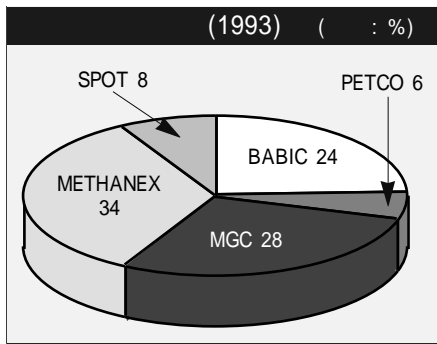 (1993) ( : %)
SPOT 8
PETCO 6
BABIC 24
METHANEX
34
MGC 28